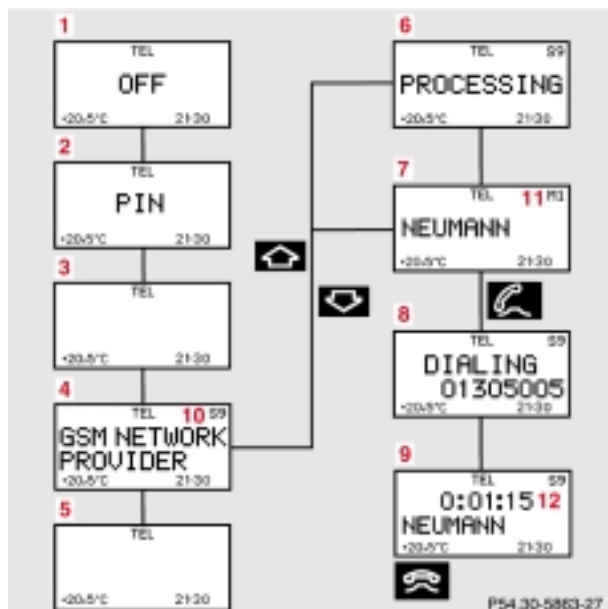 1
TEL
OFF
+20.5°C 21:30
2
TEL
PIN
+20.5°C 21:30
3
TEL
+20.5°C 21:30
4
TEL 10 S9
GSM NETWORK
PROVIDER
+20.5°C 21:30
5
TEL
+20.5°C 21:30
6
TEL S9
PROCESSING
+20.5°C 21:30
7
TEL 11 M1
NEUMANN
+20.5°C 21:30
8
TEL S9
DIALING
01305005
+20.5°C 21:30
9
TEL S9
0:01:15 12
NEUMANN
+20.5°C 21:30
P54.30-5863-27